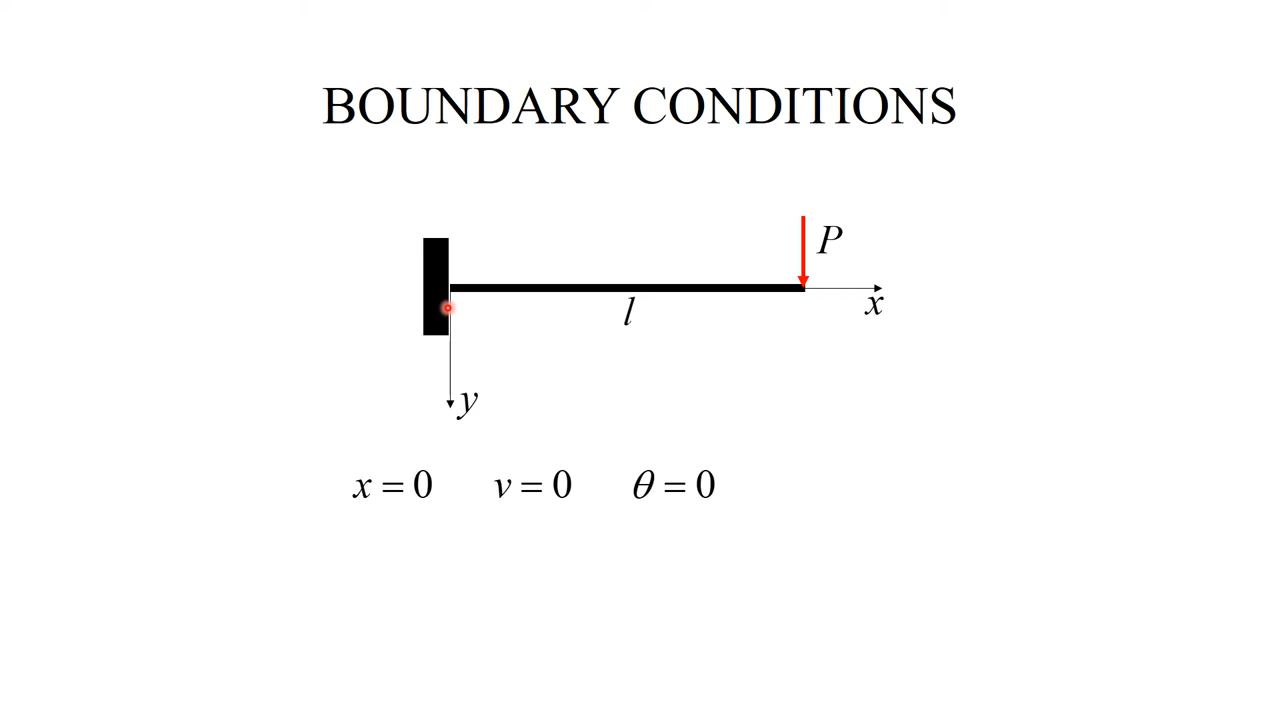 BOUNDARY CONDITIONS
P
l
x
y
x = 0 v = 0 θ = 0